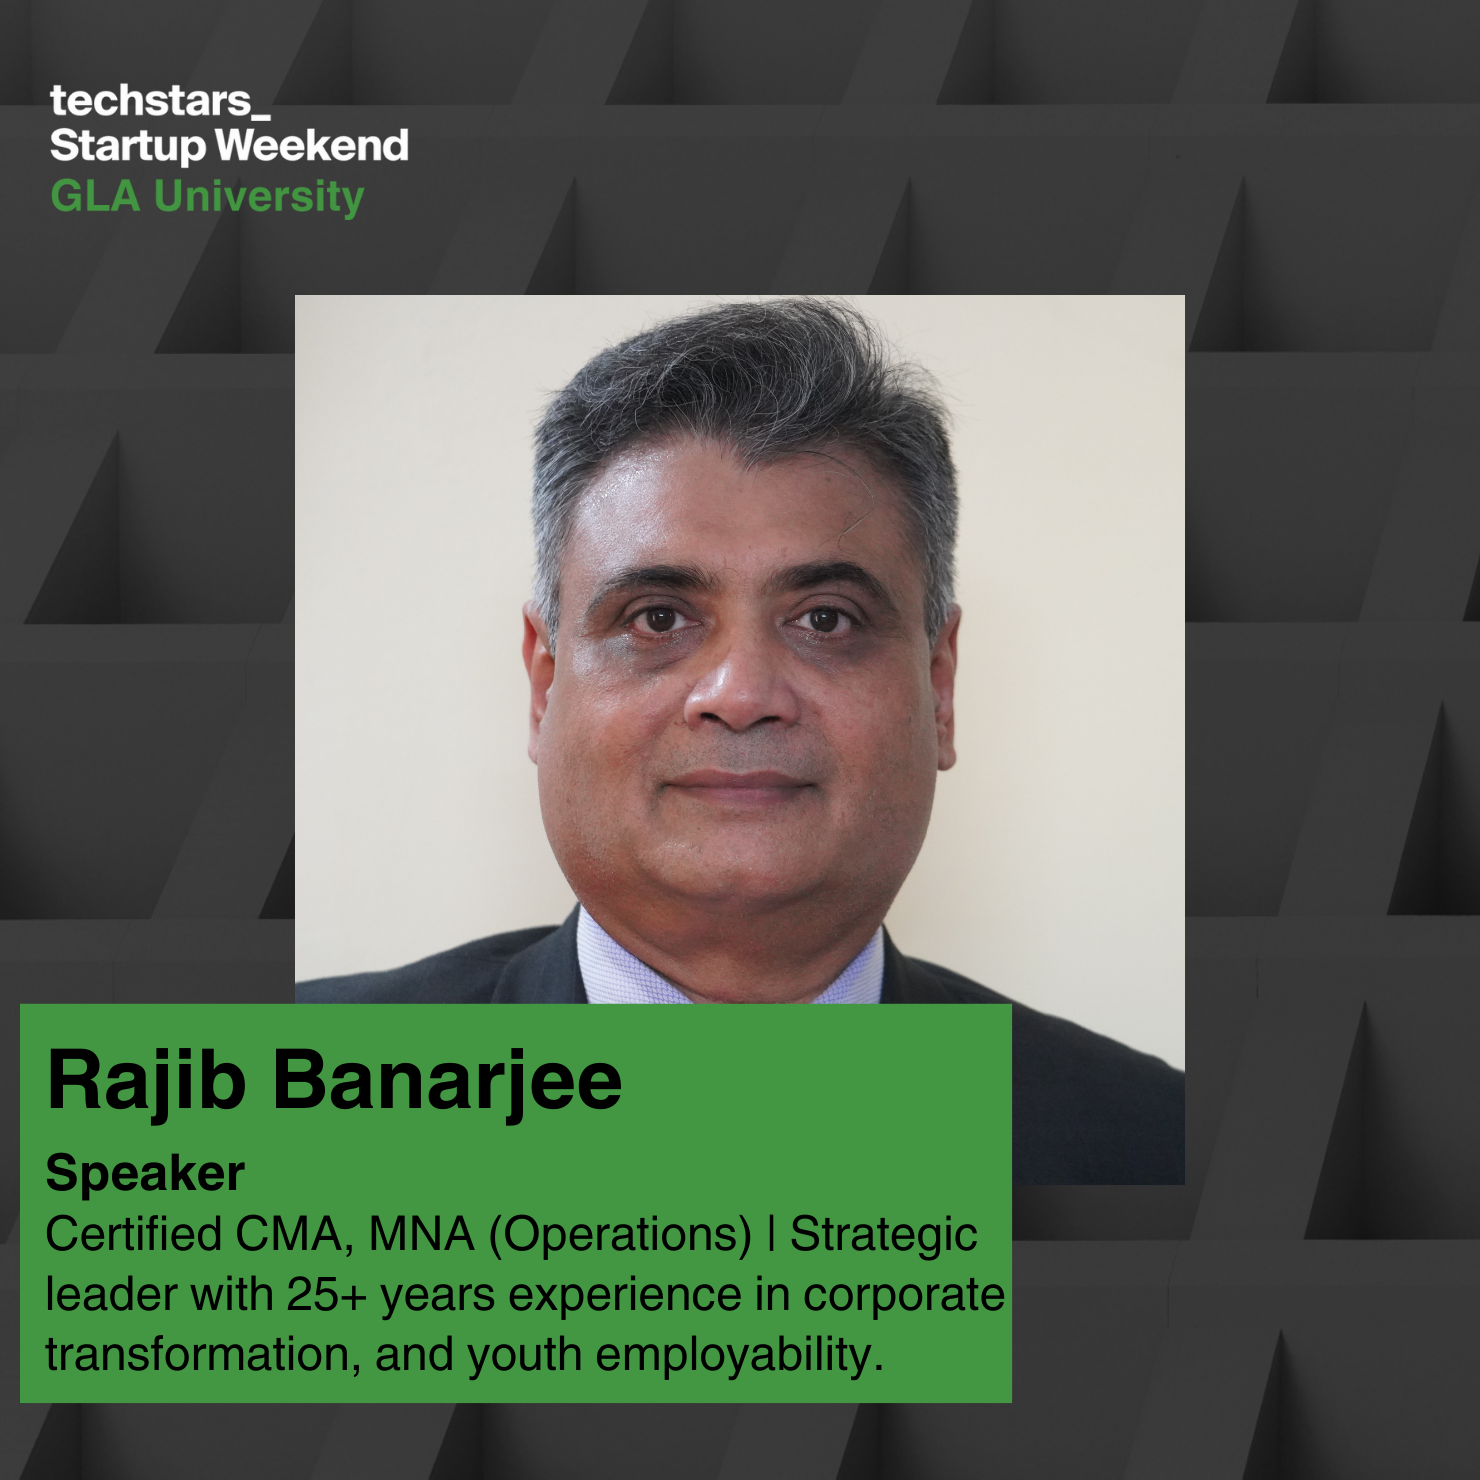 techstars_
Startup Weekend
GLA University
Rajib Banarjee
Speaker
Certified CMA, MNA (Operations) | Strategic
leader with 25+ years experience in corporate
transformation, and youth employability.